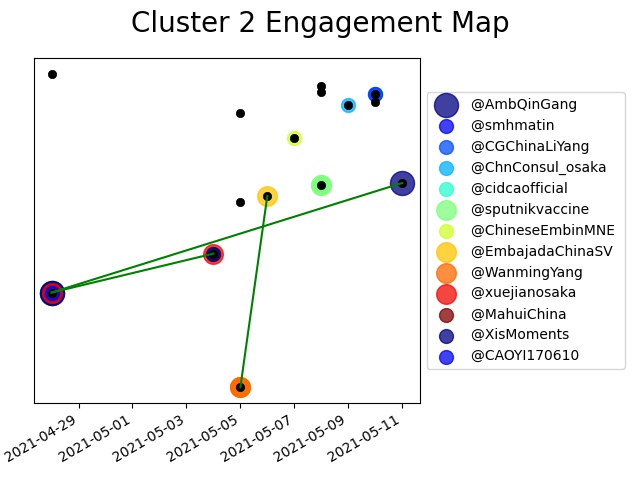 Cluster 2 Engagement Map
@AmbQinGang
@smhmatin
@CGChinaLiYang
@ChnConsul_osaka
@cidcaofficial
@sputnikvaccine
@ChineseEmbinMNE
@EmbajadaChinaSV
@WanmingYang
@xuejianosaka
@MahuiChina
@XisMoments
@CAOYI170610
2021-04-29
2021-05-01
2021-05-03
2021-05-05
2021-05-07
2021-05-09
2021-05-11